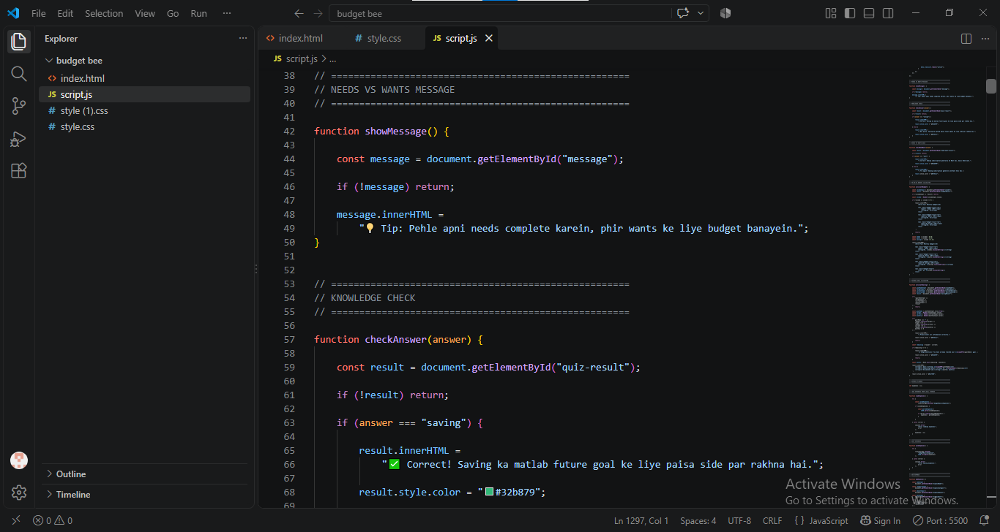 File Edit Selection View Go Run ···
budget bee
Explorer ···
budget bee
index.html
script.js
style (1).css
style.css
Outline
Timeline
index.html
style.css
script.js
script.js > ...
38 // =====================================================
39 // NEEDS VS WANTS MESSAGE
40 // =====================================================
41
42 function showMessage() {
43
44 const message = document.getElementById("message");
45
46 if (!message) return;
47
48 message.innerHTML =
49 "💡 Tip: Pehle apni needs complete karein, phir wants ke liye budget banayein.";
50 }
51
52
53 // =====================================================
54 // KNOWLEDGE CHECK
55 // =====================================================
56
57 function checkAnswer(answer) {
58
59 const result = document.getElementById("quiz-result");
60
61 if (!result) return;
62
63 if (answer === "saving") {
64
65 result.innerHTML =
66 "✅ Correct! Saving ka matlab future goal ke liye paisa side par rakhna hai.";
67
68 result.style.color = "#32b879";
69
Activate Windows
Go to Settings to activate Windows.
0 0
Ln 1297, Col 1 Spaces: 4 UTF-8 CRLF {} JavaScript Sign In Port : 5500